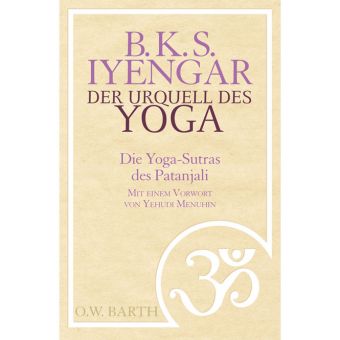 B. K. S.
IYENGAR
DER URQUELL DES
YOGA
Die Yoga-Sutras
des Patanjali
MIT EINEM VORWORT
VON YEHUDI MENUHIN
ॐ
O.W. BARTH